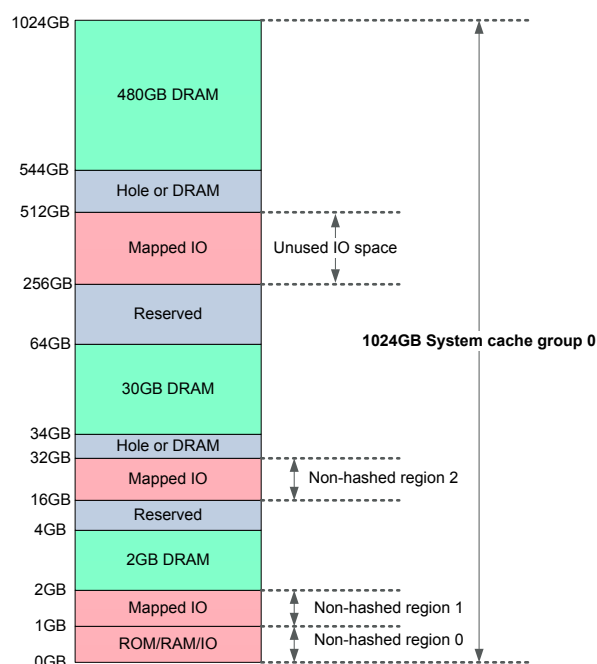 1024GB
480GB DRAM
544GB
Hole or DRAM
512GB
Mapped IO
Unused IO space
256GB
Reserved
64GB
1024GB System cache group 0
30GB DRAM
34GB
Hole or DRAM
32GB
Mapped IO
Non-hashed region 2
16GB
Reserved
4GB
2GB DRAM
2GB
Mapped IO
Non-hashed region 1
1GB
ROM/RAM/IO
Non-hashed region 0
0GB